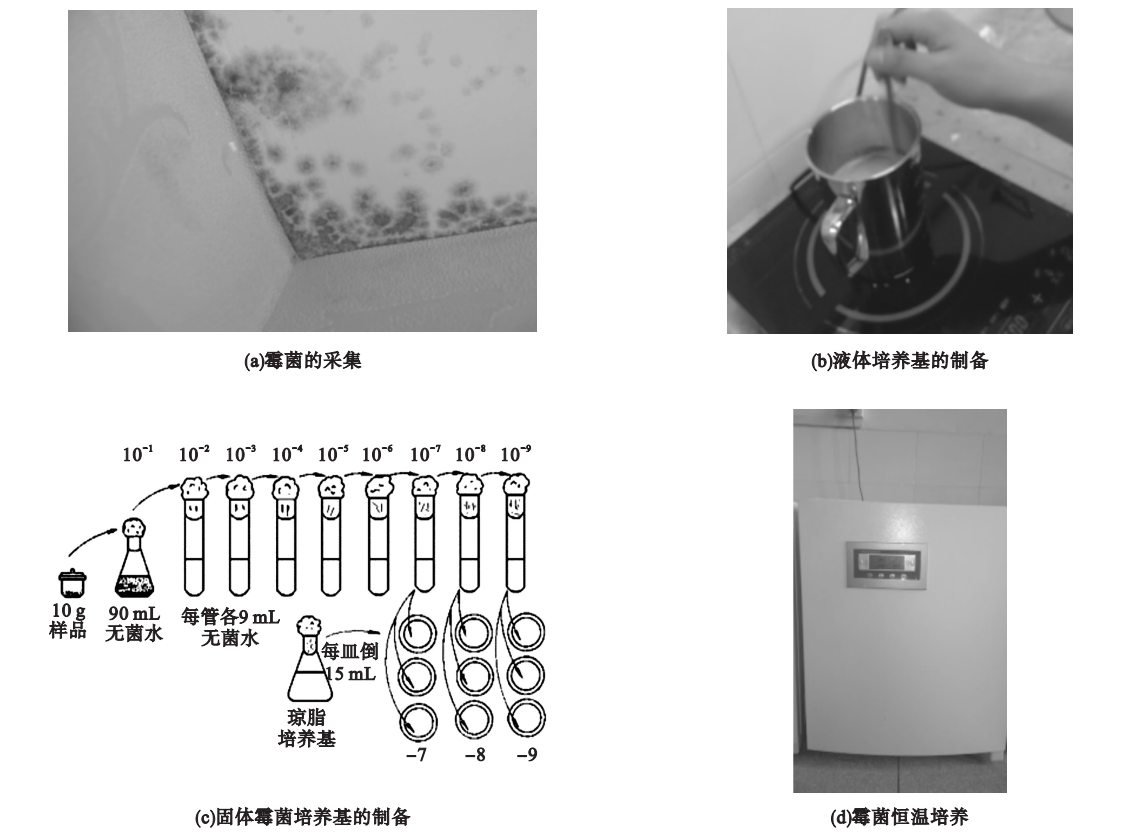 (a)霉菌的采集
(b)液体培养基的制备
10⁻¹ 10⁻² 10⁻³ 10⁻⁴ 10⁻⁵ 10⁻⁶ 10⁻⁷ 10⁻⁸ 10⁻⁹
10 g
样品
90 mL
无菌水
每管各9 mL
无菌水
每皿倒
15 mL
琼脂
培养基
−7 −8 −9
(c)固体霉菌培养基的制备
(d)霉菌恒温培养